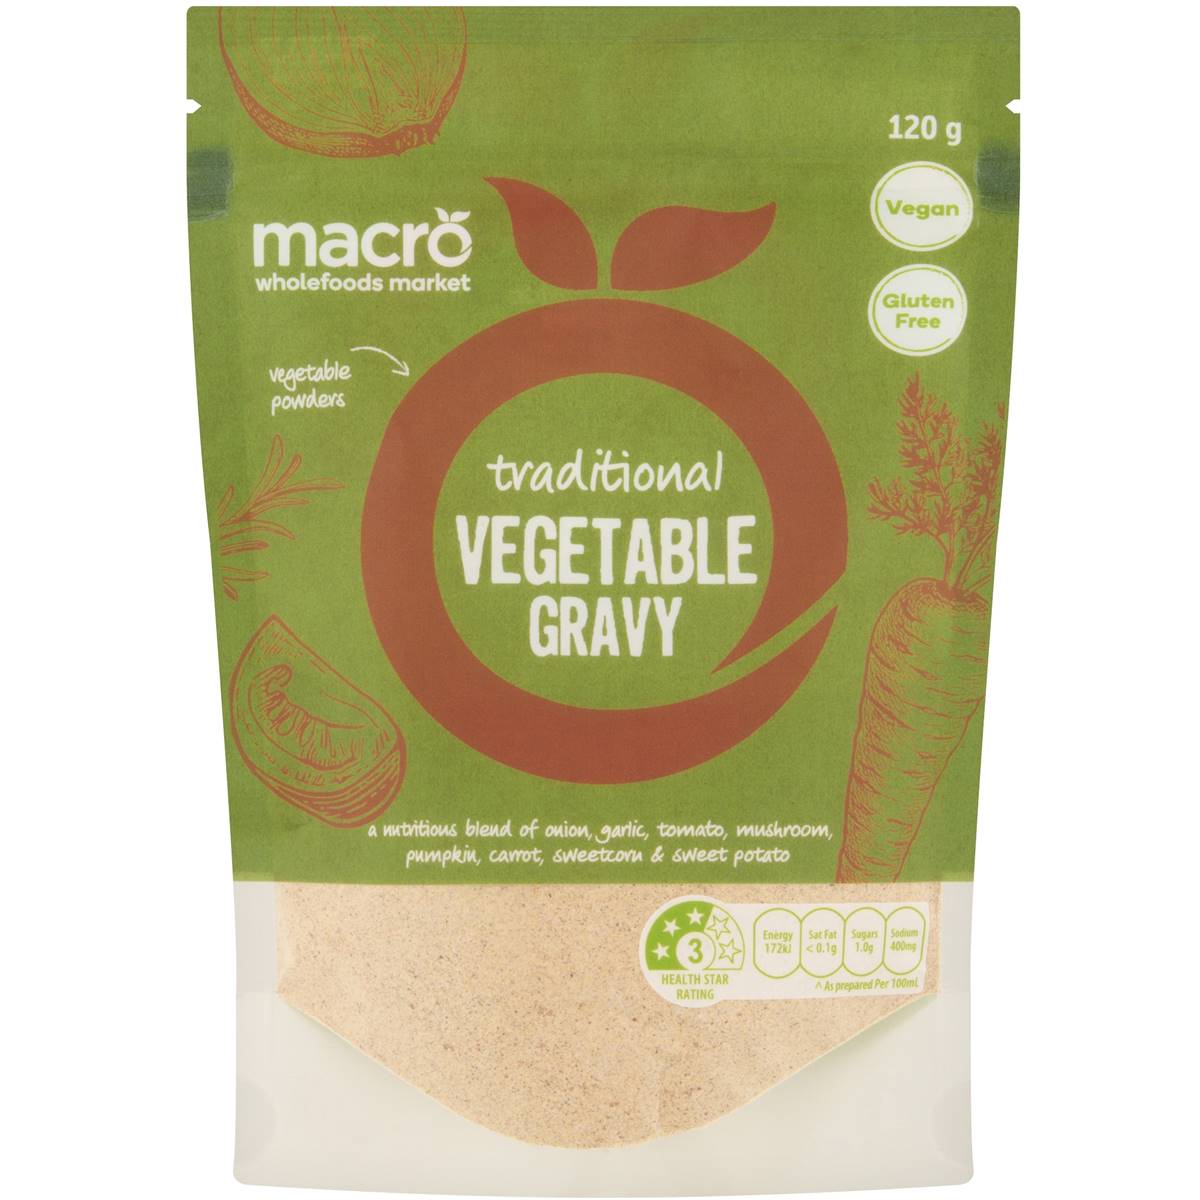 120 g
Vegan
Gluten
Free
macro
wholefoods market
vegetable
powders
traditional
VEGETABLE
GRAVY
a nutritious blend of onion, garlic, tomato, mushroom,
pumpkin, carrot, sweetcorn & sweet potato
3
HEALTH STAR
RATING
Energy
172kJ
Sat Fat
< 0.1g
Sugars
1.0g
Sodium
400mg
^ As prepared Per 100mL